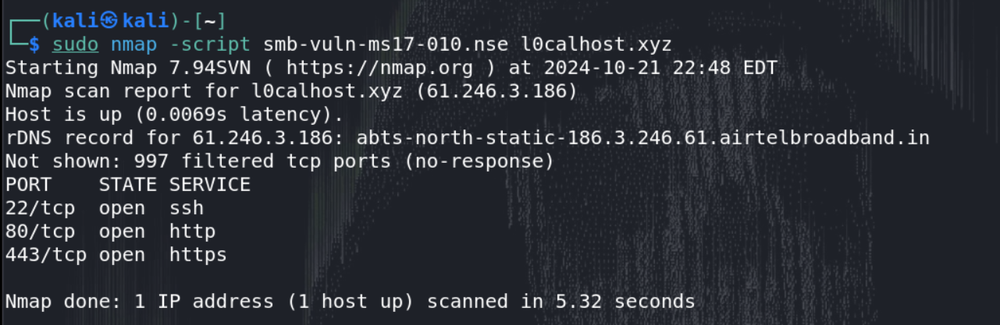 ┌──(kali㉿kali)-[~]
└─$ sudo nmap -script smb-vuln-ms17-010.nse l0calhost.xyz
Starting Nmap 7.94SVN ( https://nmap.org ) at 2024-10-21 22:48 EDT
Nmap scan report for l0calhost.xyz (61.246.3.186)
Host is up (0.0069s latency).
rDNS record for 61.246.3.186: abts-north-static-186.3.246.61.airtelbroadband.in
Not shown: 997 filtered tcp ports (no-response)
PORT    STATE SERVICE
22/tcp  open  ssh
80/tcp  open  http
443/tcp open  https
Nmap done: 1 IP address (1 host up) scanned in 5.32 seconds